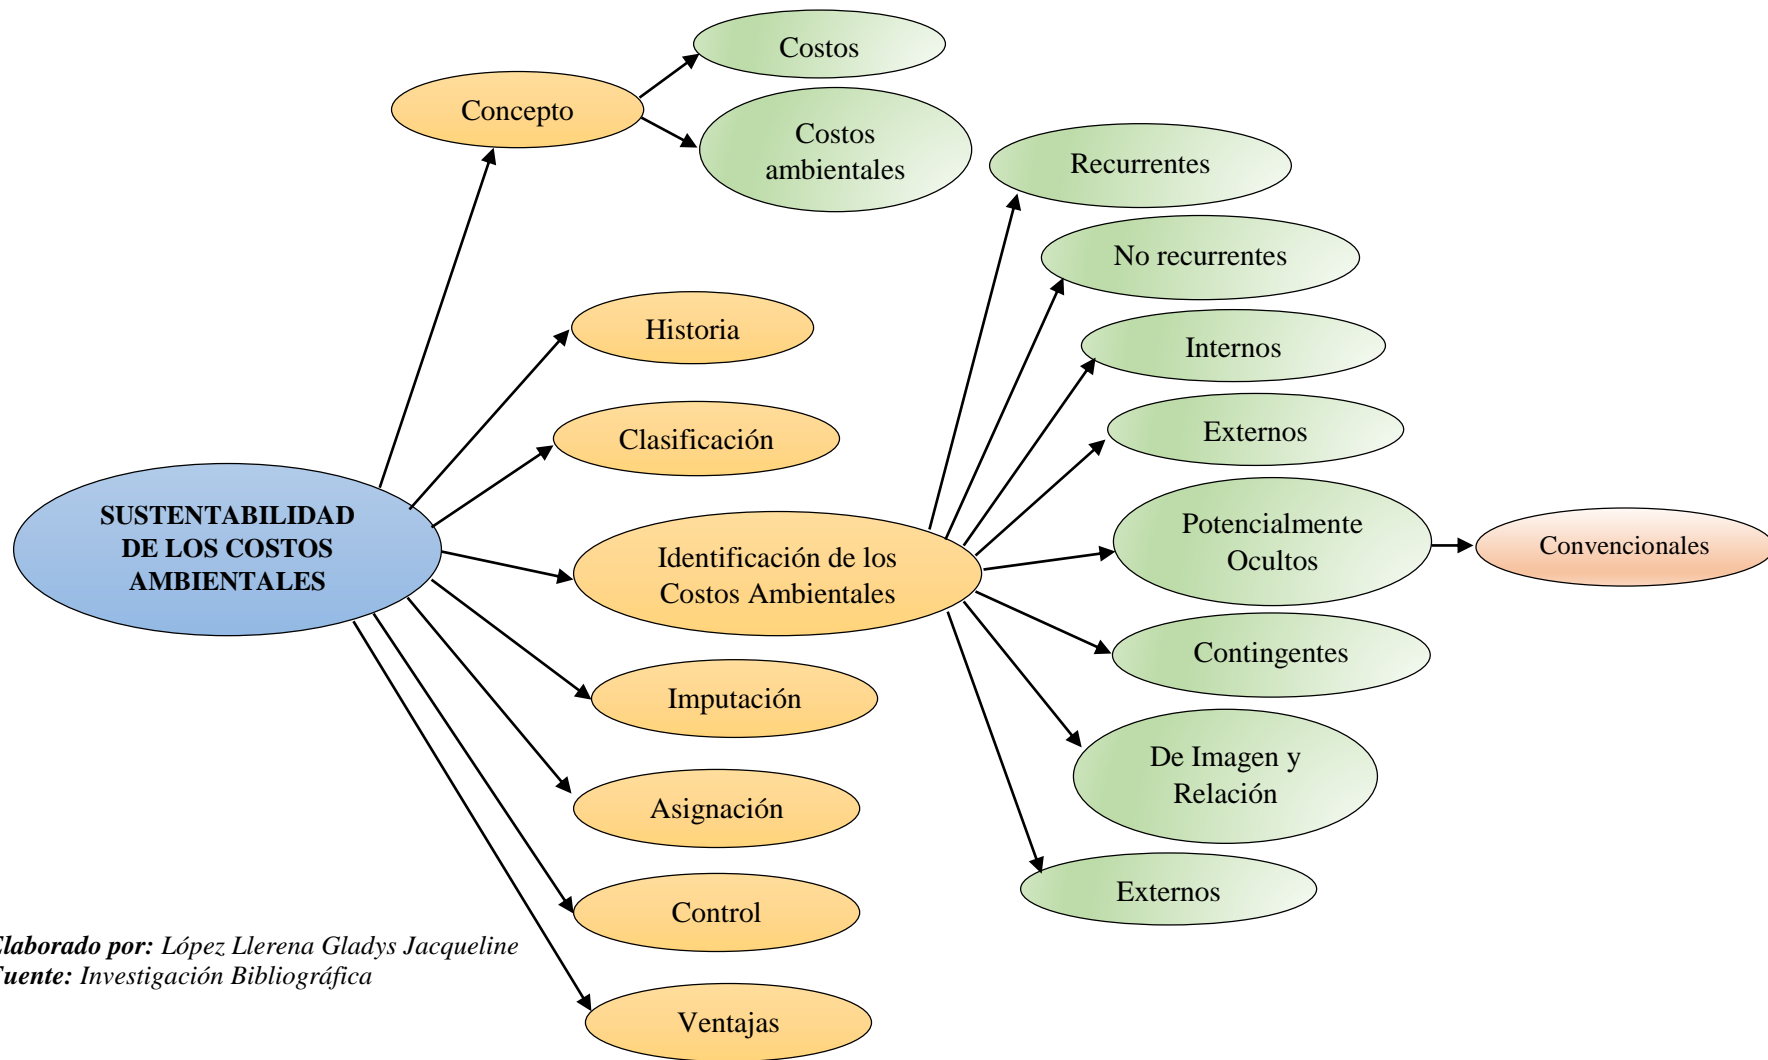 Costos
Concepto
Costos
ambientales
Recurrentes
No recurrentes
Historia
Internos
Clasificación
Externos
SUSTENTABILIDAD
DE LOS COSTOS
AMBIENTALES
Identificación de los
Costos Ambientales
Potencialmente
Ocultos
Convencionales
Contingentes
Imputación
De Imagen y
Relación
Asignación
Externos
Control
Elaborado por: López Llerena Gladys Jacqueline
Fuente: Investigación Bibliográfica
Ventajas